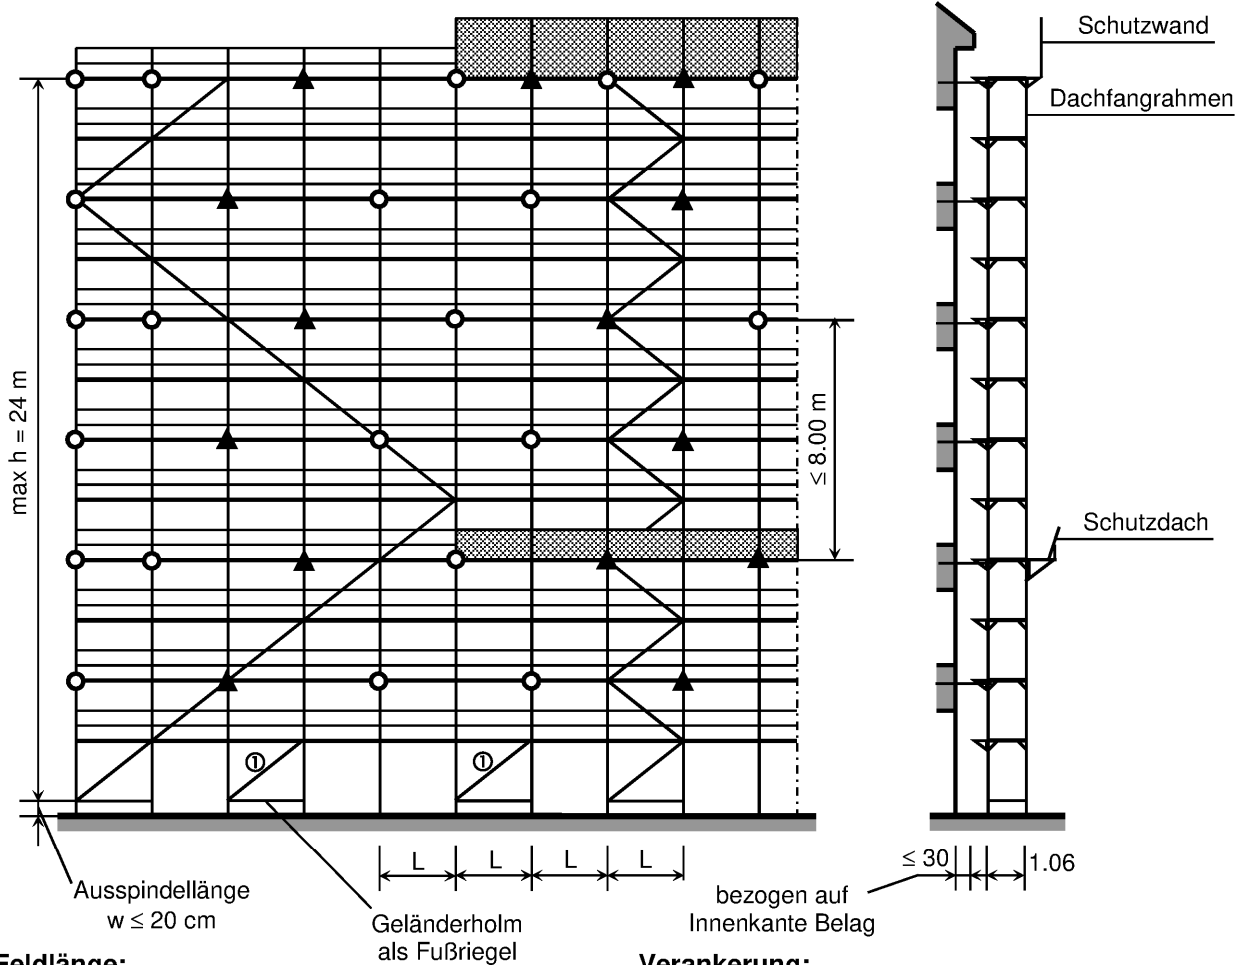 Schutzwand
Dachfangrahmen
max h = 24 m
≤ 8.00 m
Schutzdach
①
①
L
L
L
L
≤ 30
1.06
Ausspindellänge
w ≤ 20 cm
Geländerholm
als Fußriegel
bezogen auf
Innenkante Belag
Feldlänge:
Verankerung: